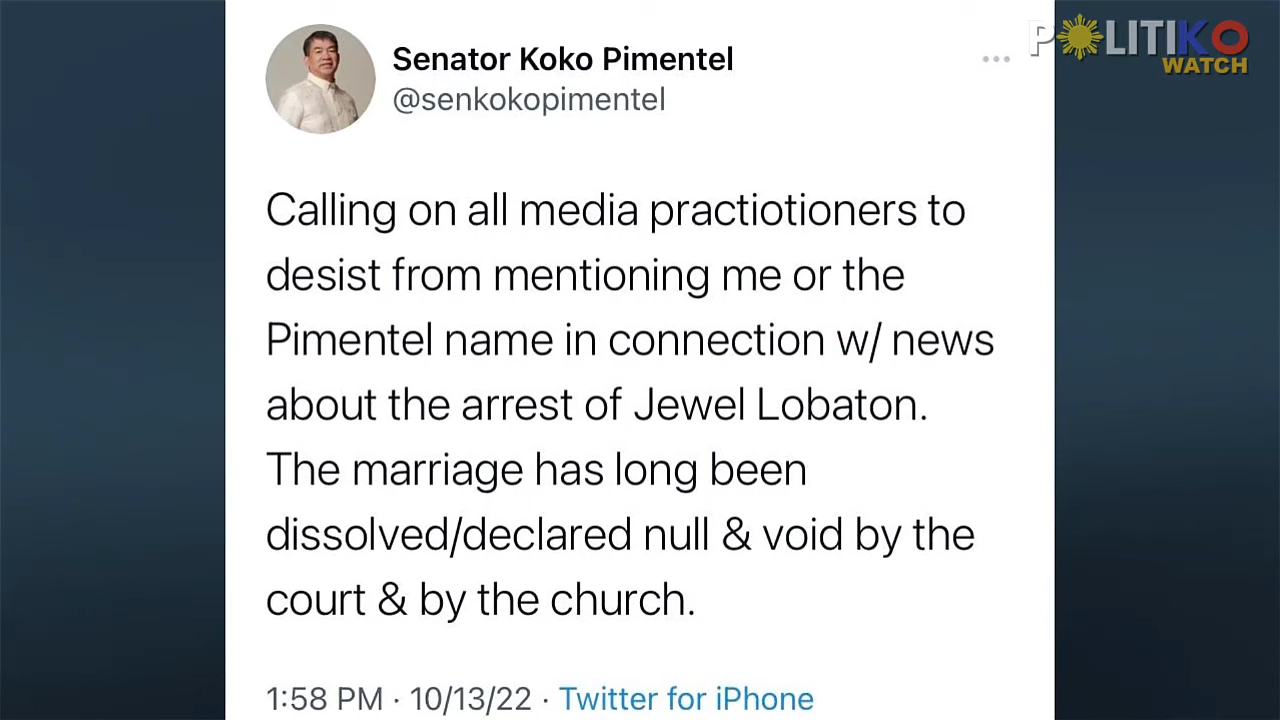 POLITIKO
WATCH
Senator Koko Pimentel
@senkokopimentel
Calling on all media practiotioners to
desist from mentioning me or the
Pimentel name in connection w/ news
about the arrest of Jewel Lobaton.
The marriage has long been
dissolved/declared null & void by the
court & by the church.
1:58 PM · 10/13/22 · Twitter for iPhone